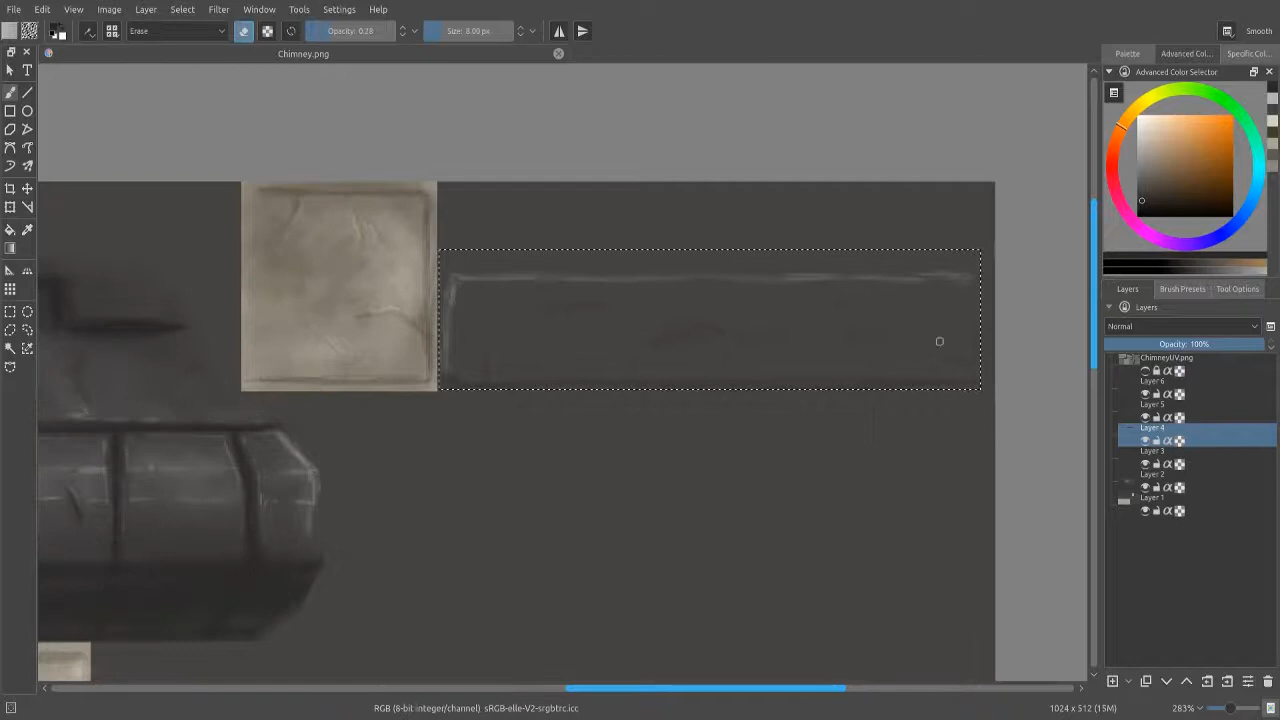 File Edit View Image Layer Select Filter Window Tools Settings Help
Erase Opacity: 0.28 Size: 8.00 px Smooth
Chimney.png
Palette Advanced Col... Specific Col...
Advanced Color Selector
Layers Brush Presets Tool Options
Layers
Normal
Opacity: 100%
ChimneyUV.png
Layer 6
Layer 5
Layer 4
Layer 3
Layer 2
Layer 1
RGB (8-bit integer/channel) sRGB-elle-V2-srgbtrc.icc 1024 x 512 (15M) 283%